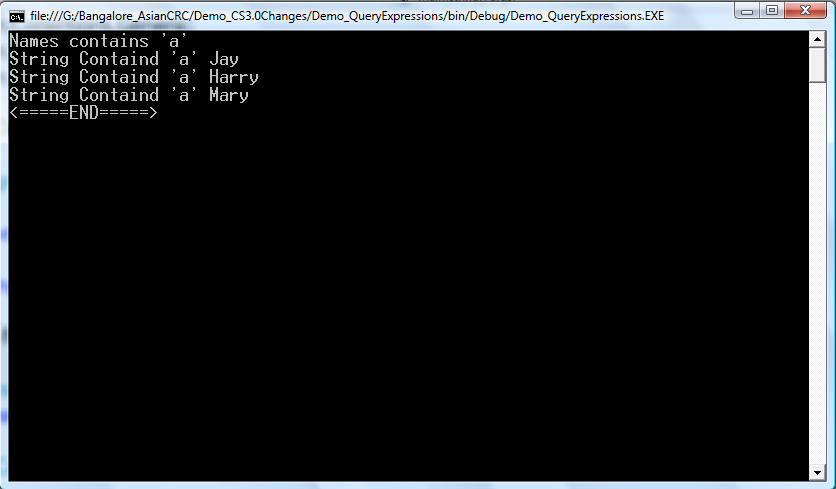 file:///G:/Bangalore_AsianCRC/Demo_CS3.0Changes/Demo_QueryExpressions/bin/Debug/Demo_QueryExpressions.EXE
Names contains 'a'
String Containd 'a' Jay
String Containd 'a' Harry
String Containd 'a' Mary
<=====END=====>